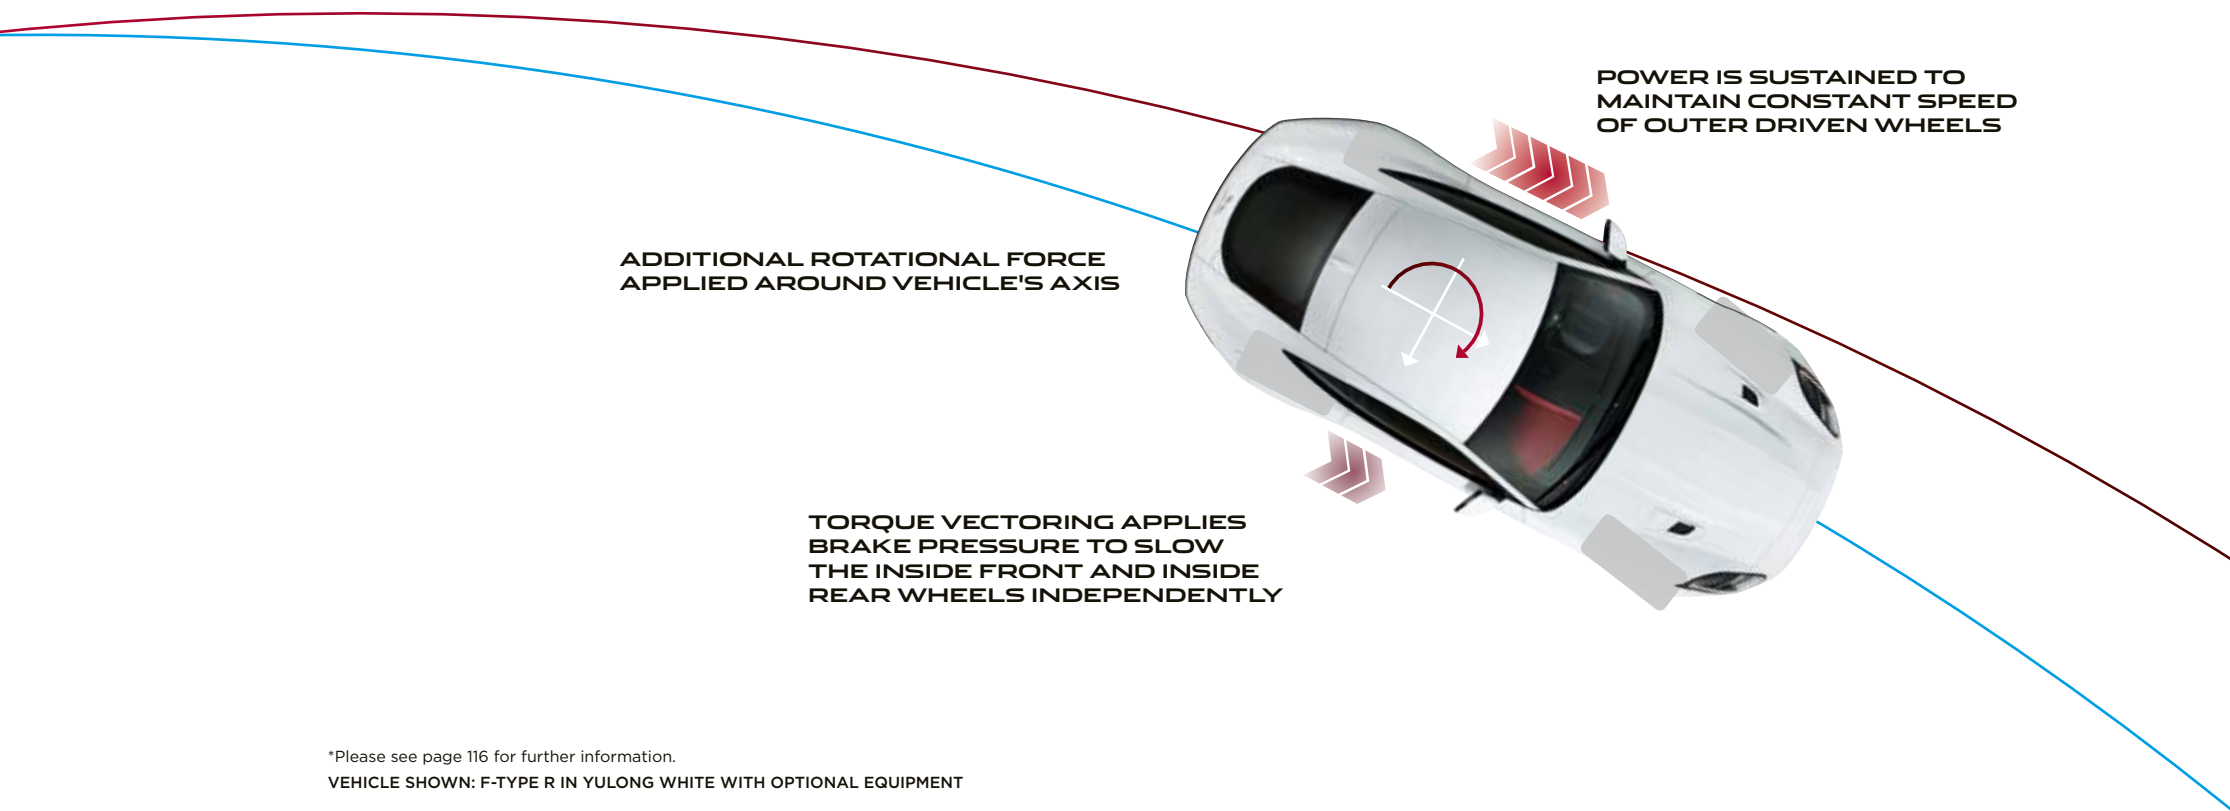 POWER IS SUSTAINED TO
MAINTAIN CONSTANT SPEED
OF OUTER DRIVEN WHEELS
ADDITIONAL ROTATIONAL FORCE
APPLIED AROUND VEHICLE'S AXIS
TORQUE VECTORING APPLIES
BRAKE PRESSURE TO SLOW
THE INSIDE FRONT AND INSIDE
REAR WHEELS INDEPENDENTLY
*Please see page 116 for further information.
VEHICLE SHOWN: F-TYPE R IN YULONG WHITE WITH OPTIONAL EQUIPMENT